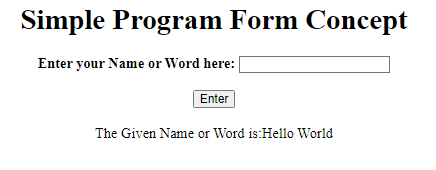 Simple Program Form Concept
Enter your Name or Word here:
Enter
The Given Name or Word is:Hello World